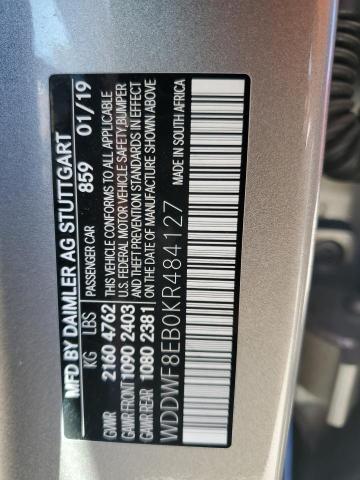 MFD BY DAIMLER AG STUTTGART
KG LBS PASSENGER CAR 859 01/19
GVWR 2160 4762 THIS VEHICLE CONFORMS TO ALL APPLICABLE
U.S. FEDERAL MOTOR VEHICLE SAFETY, BUMPER
GAWR FRONT 1090 2403 AND THEFT PREVENTION STANDARDS IN EFFECT
GAWR REAR 1080 2381 ON THE DATE OF MANUFACTURE SHOWN ABOVE
WDDWF8EB0KR484127 MADE IN SOUTH AFRICA